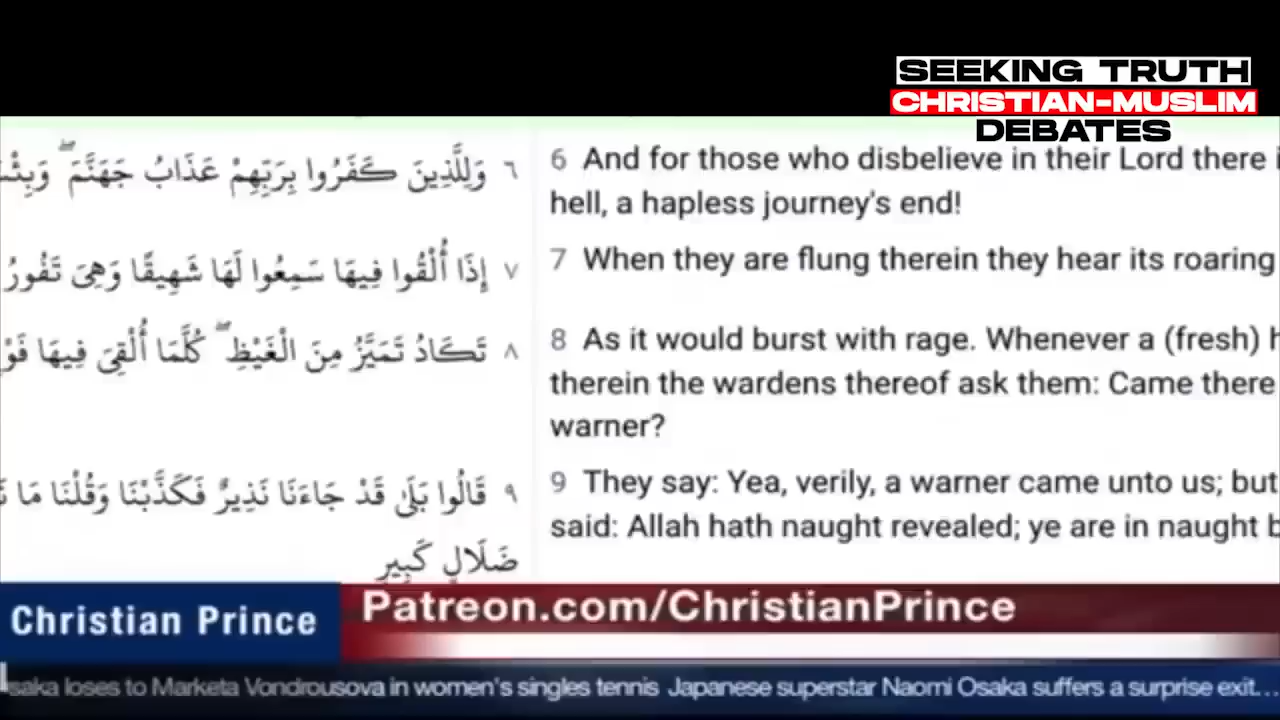 SEEKING TRUTH
CHRISTIAN-MUSLIM
DEBATES
٦ وَلِلَّذِينَ كَفَرُوا بِرَبِّهِمْ عَذَابُ جَهَنَّمَ ۖ
6 And for those who disbelieve in their Lord there
hell, a hapless journey's end!
٧ إِذَا أُلْقُوا فِيهَا سَمِعُوا لَهَا شَهِيقًا وَهِيَ تَفُورُ
7 When they are flung therein they hear its roaring
٨ تَكَادُ تَمَيَّزُ مِنَ الْغَيْظِ ۖ كُلَّمَا أُلْقِيَ فِيهَا
8 As it would burst with rage. Whenever a (fresh)
therein the wardens thereof ask them: Came there
warner?
٩ قَالُوا بَلَىٰ قَدْ جَاءَنَا نَذِيرٌ فَكَذَّبْنَا وَقُلْنَا مَا
ضَلَالٍ كَبِيرٍ
9 They say: Yea, verily, a warner came unto us; but
said: Allah hath naught revealed; ye are in naught
Christian Prince
Patreon.com/ChristianPrince
saka loses to Marketa Vondrousova in women's singles tennis Japanese superstar Naomi Osaka suffers a surprise exit...